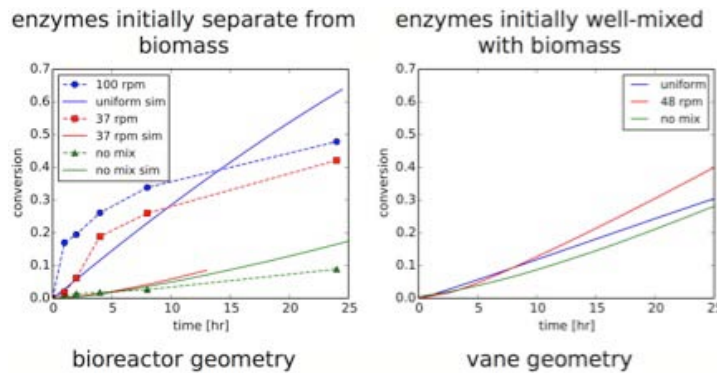 enzymes initially separate from
biomass
0.7
0.6
0.5
0.4
0.3
0.2
0.1
0.0
conversion
100 rpm
uniform sim
37 rpm
37 rpm sim
no mix
no mix sim
0
5
10
15
20
25
time [hr]
bioreactor geometry
enzymes initially well-mixed
with biomass
0.7
0.6
0.5
0.4
0.3
0.2
0.1
0.0
conversion
uniform
48 rpm
no mix
0
5
10
15
20
25
time [hr]
vane geometry